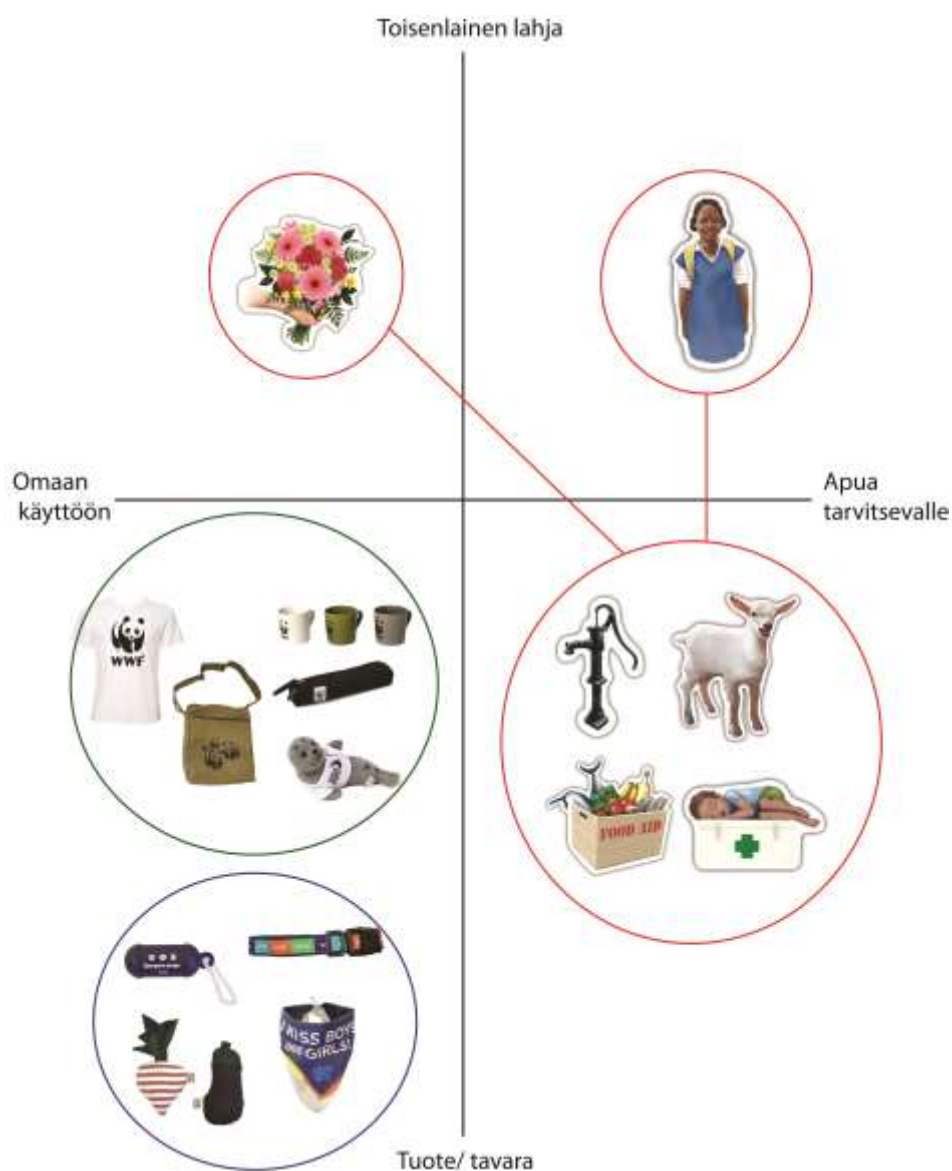 Toisenlainen lahja
Omaan
käyttöön
Apua
tarvitsevalle
WWF
FOOD AID
KISS BOYS
AND GIRLS!
Tuote/ tavara